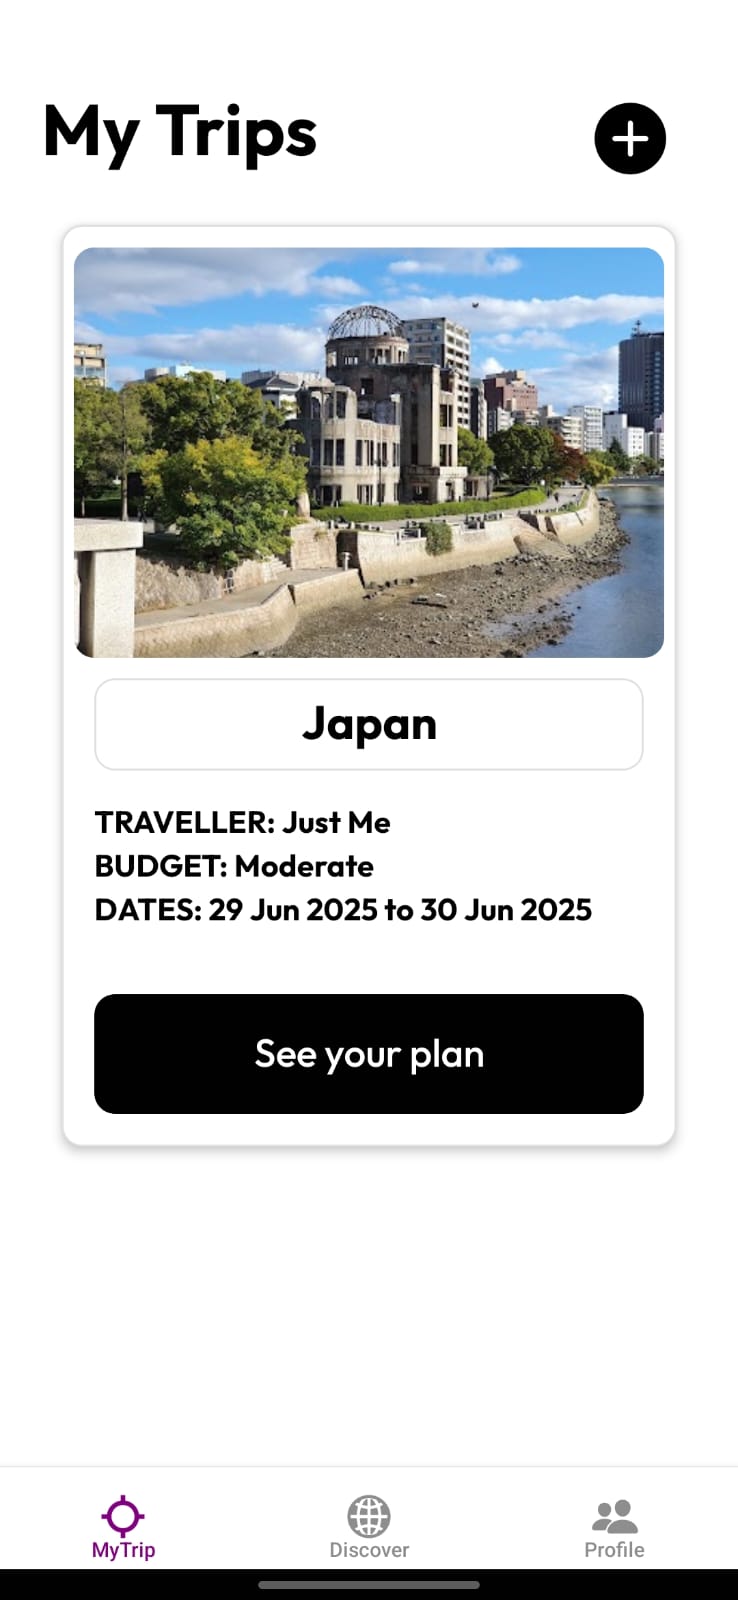 My Trips
Japan
TRAVELLER: Just Me
BUDGET: Moderate
DATES: 29 Jun 2025 to 30 Jun 2025
See your plan
MyTrip
Discover
Profile